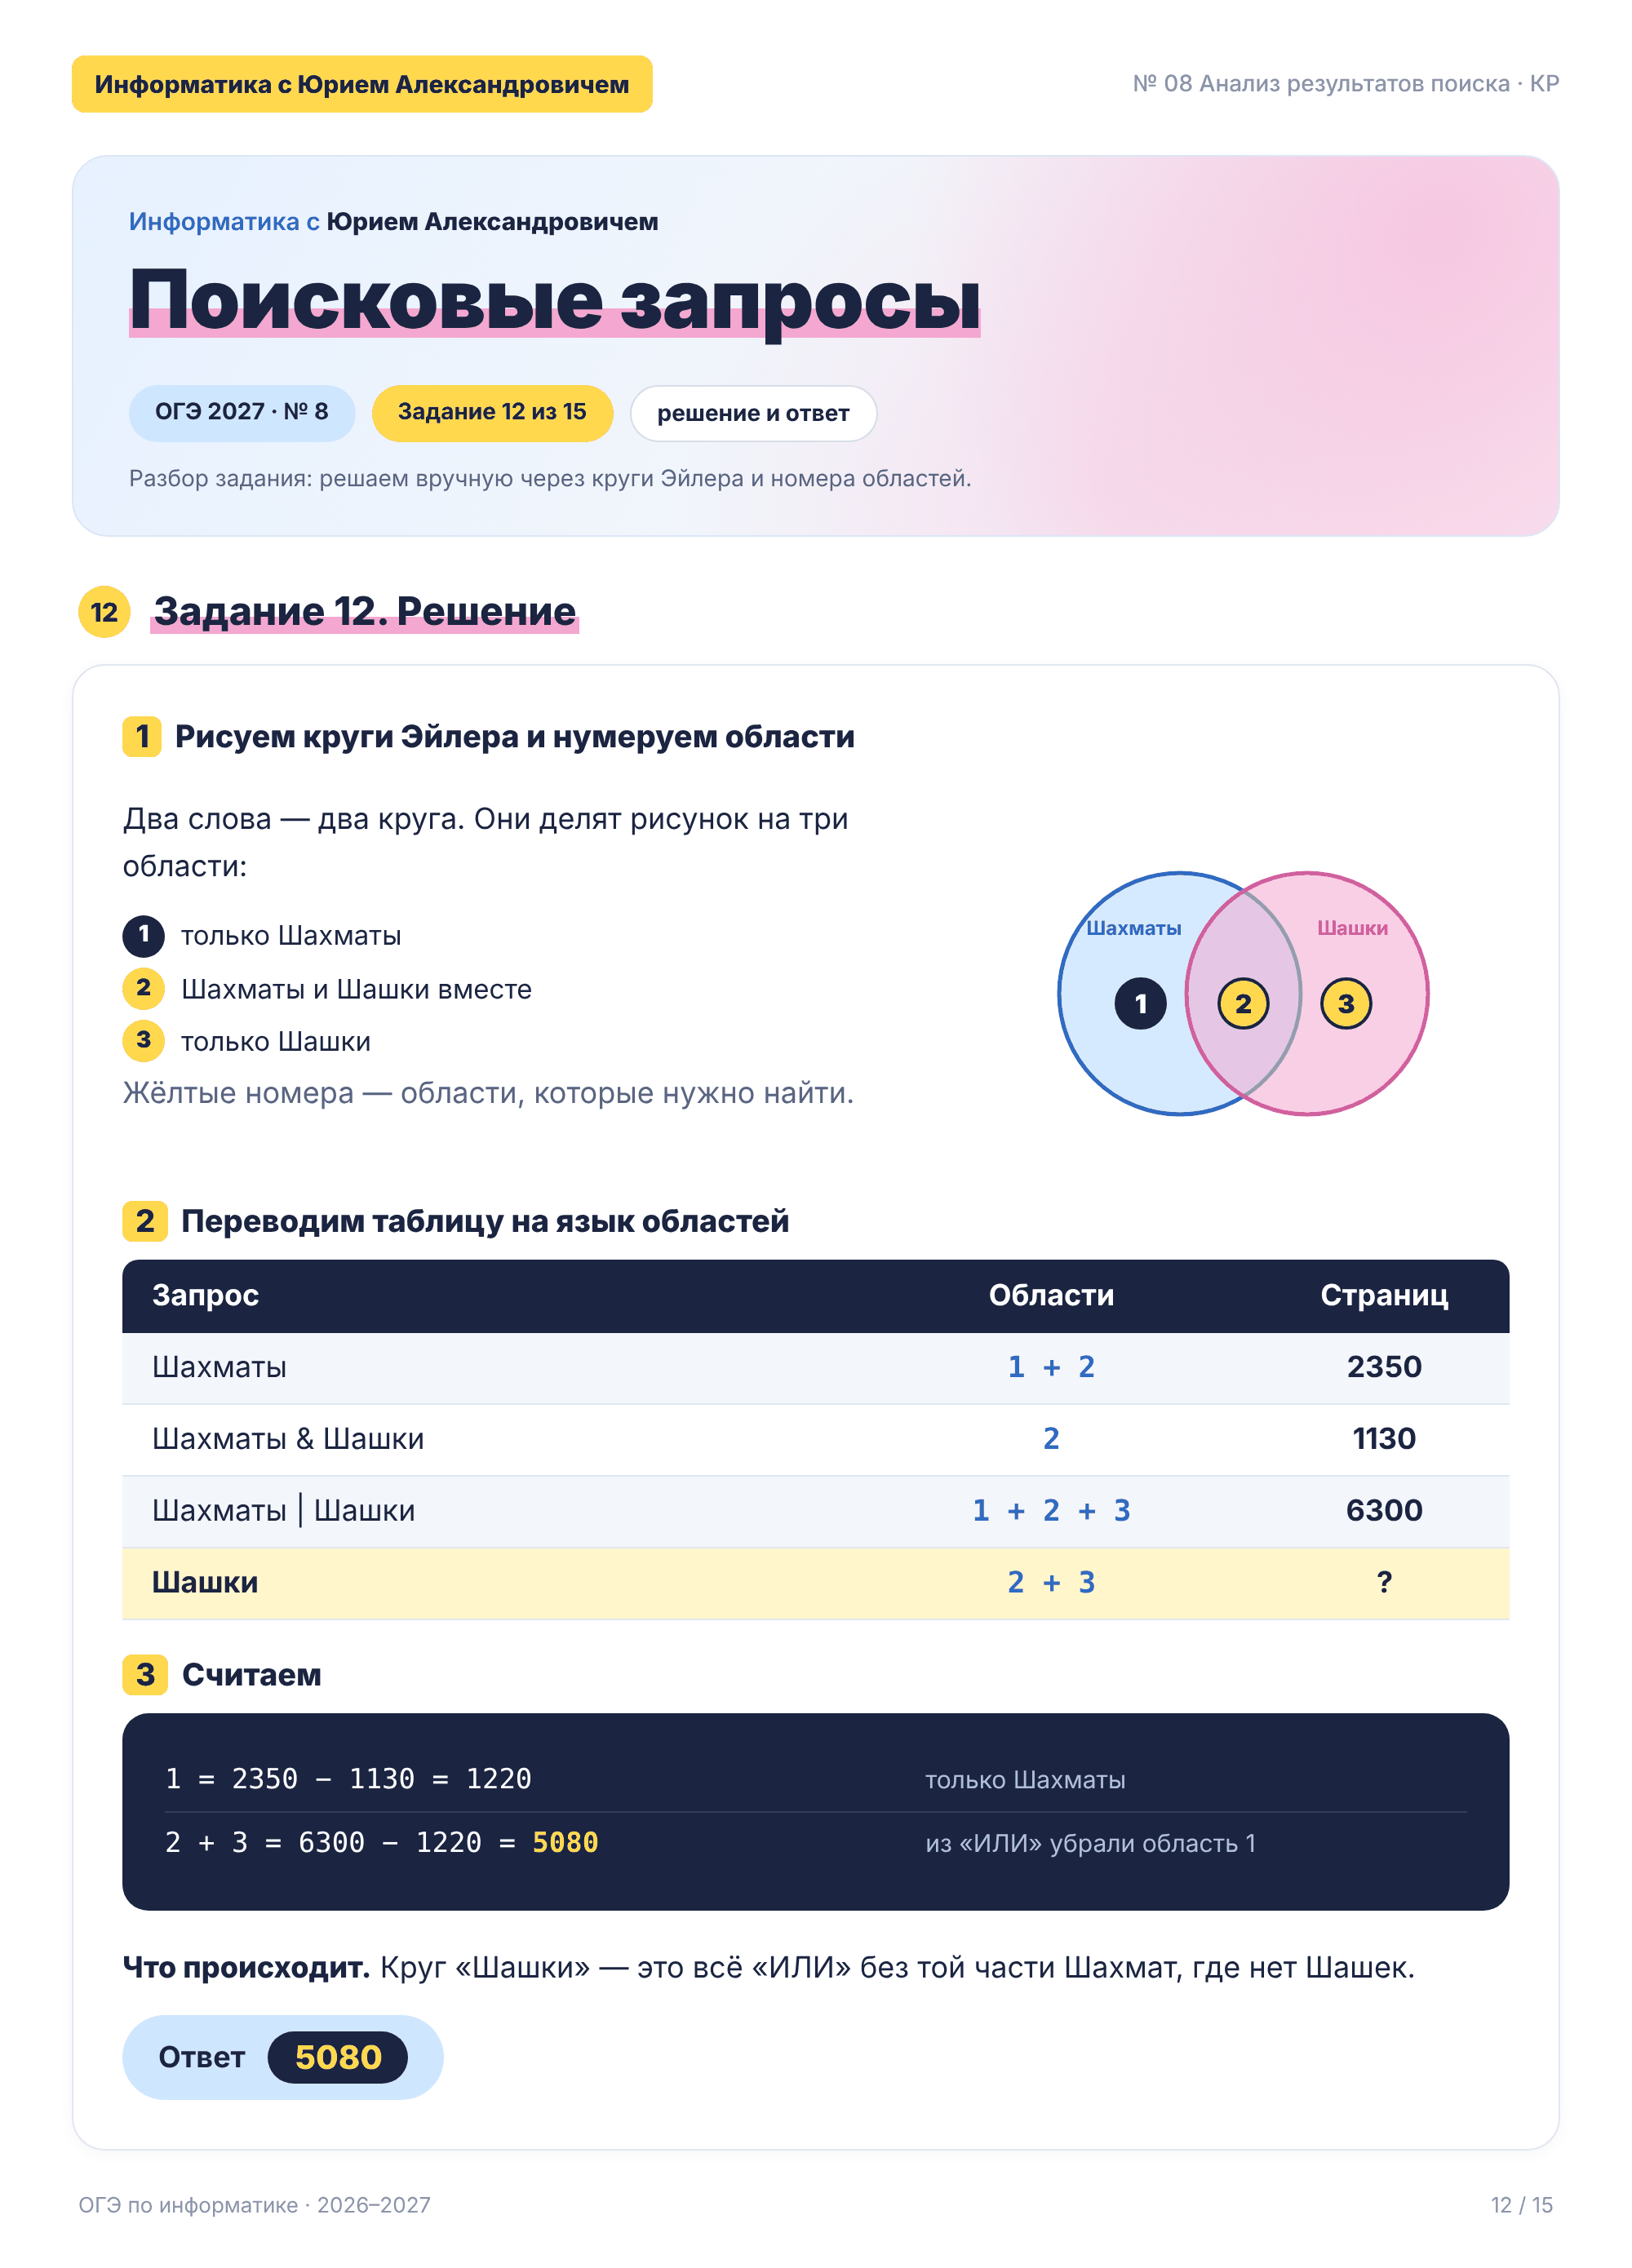 Информатика с Юрием Александровичем
№ 08 Анализ результатов поиска · КР
Информатика с Юрием Александровичем
Поисковые запросы
ОГЭ 2027 · № 8
Задание 12 из 15
решение и ответ
Разбор задания: решаем вручную через круги Эйлера и номера областей.
12 Задание 12. Решение
1 Рисуем круги Эйлера и нумеруем области
Два слова — два круга. Они делят рисунок на три
области:
1 только Шахматы
2 Шахматы и Шашки вместе
3 только Шашки
Жёлтые номера — области, которые нужно найти.
Шахматы Шашки
1 2 3
2 Переводим таблицу на язык областей
Запрос Области Страниц
Шахматы 1 + 2 2350
Шахматы & Шашки 2 1130
Шахматы | Шашки 1 + 2 + 3 6300
Шашки 2 + 3 ?
3 Считаем
1 = 2350 − 1130 = 1220 только Шахматы
2 + 3 = 6300 − 1220 = 5080 из «ИЛИ» убрали область 1
Что происходит. Круг «Шашки» — это всё «ИЛИ» без той части Шахмат, где нет Шашек.
Ответ 5080
ОГЭ по информатике · 2026–2027
12 / 15